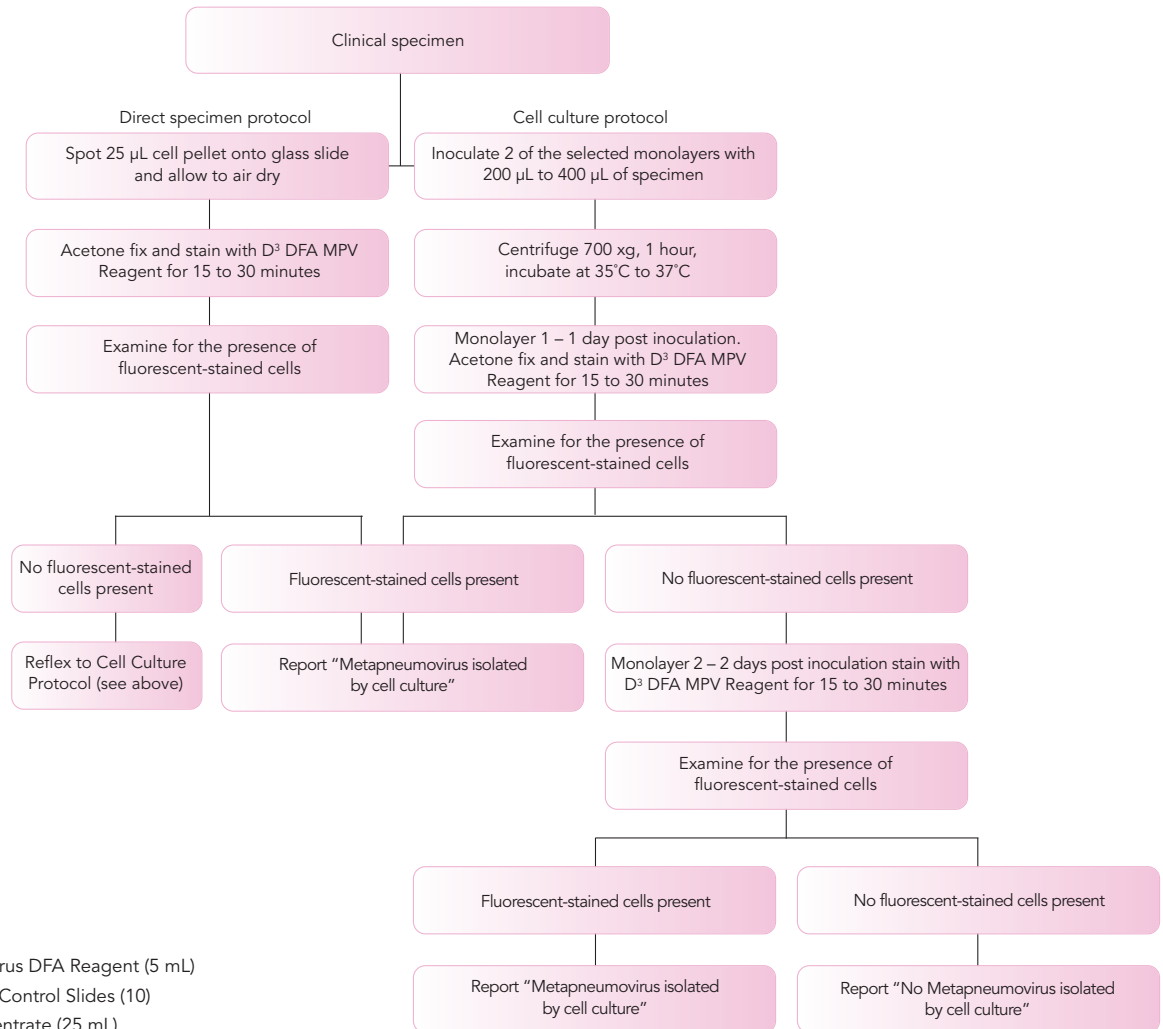 Clinical specimen
Direct specimen protocol
Cell culture protocol
Spot 25 µL cell pellet onto glass slide
and allow to air dry
Inoculate 2 of the selected monolayers with
200 µL to 400 µL of specimen
Acetone fix and stain with D³ DFA MPV
Reagent for 15 to 30 minutes
Centrifuge 700 xg, 1 hour,
incubate at 35˚C to 37˚C
Examine for the presence of
fluorescent-stained cells
Monolayer 1 – 1 day post inoculation.
Acetone fix and stain with D³ DFA MPV
Reagent for 15 to 30 minutes
Examine for the presence of
fluorescent-stained cells
No fluorescent-stained
cells present
Fluorescent-stained cells present
No fluorescent-stained cells present
Reflex to Cell Culture
Protocol (see above)
Report “Metapneumovirus isolated
by cell culture”
Monolayer 2 – 2 days post inoculation stain with
D³ DFA MPV Reagent for 15 to 30 minutes
Examine for the presence of
fluorescent-stained cells
Fluorescent-stained cells present
No fluorescent-stained cells present
Report “Metapneumovirus isolated
by cell culture”
Report “No Metapneumovirus isolated
by cell culture”
rus DFA Reagent (5 mL)
Control Slides (10)
entrate (25 mL)